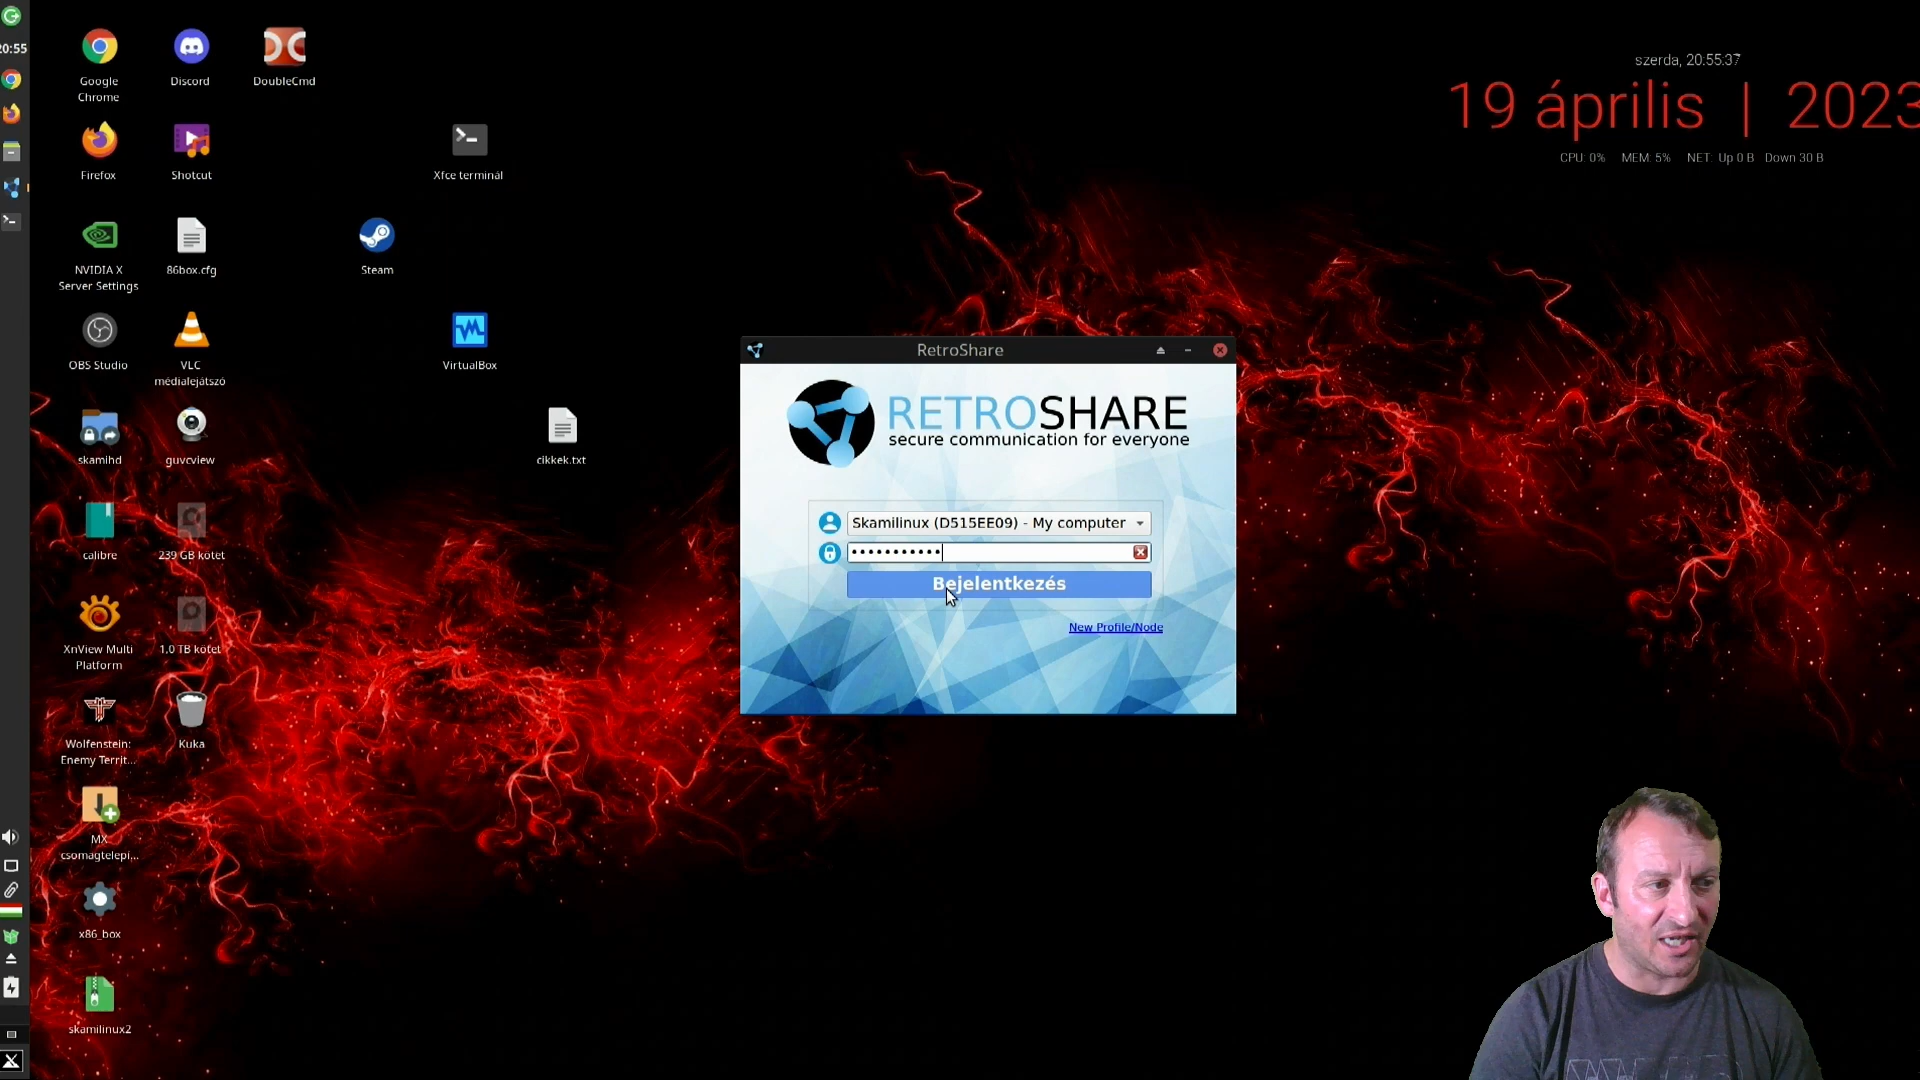 20:55
Google
Chrome
Discord
DoubleCmd
Firefox
Shotcut
Xfce terminál
NVIDIA X
Server Settings
86box.cfg
Steam
OBS Studio
VLC
médialejátszó
VirtualBox
skamihd
guvcview
cikkek.txt
calibre
239 GB kötet
XnView Multi
Platform
1.0 TB kötet
Wolfenstein:
Enemy Territ...
Kuka
MX
csomagtelepí...
x86_box
skamilinux2
szerda, 20:55:37
19 április | 2023
CPU: 0% MEM: 5% NET: Up 0 B Down 30 B
RetroShare
RETROSHARE
secure communication for everyone
Skamilinux (D515EE09) - My computer
Bejelentkezés
New Profile/Node